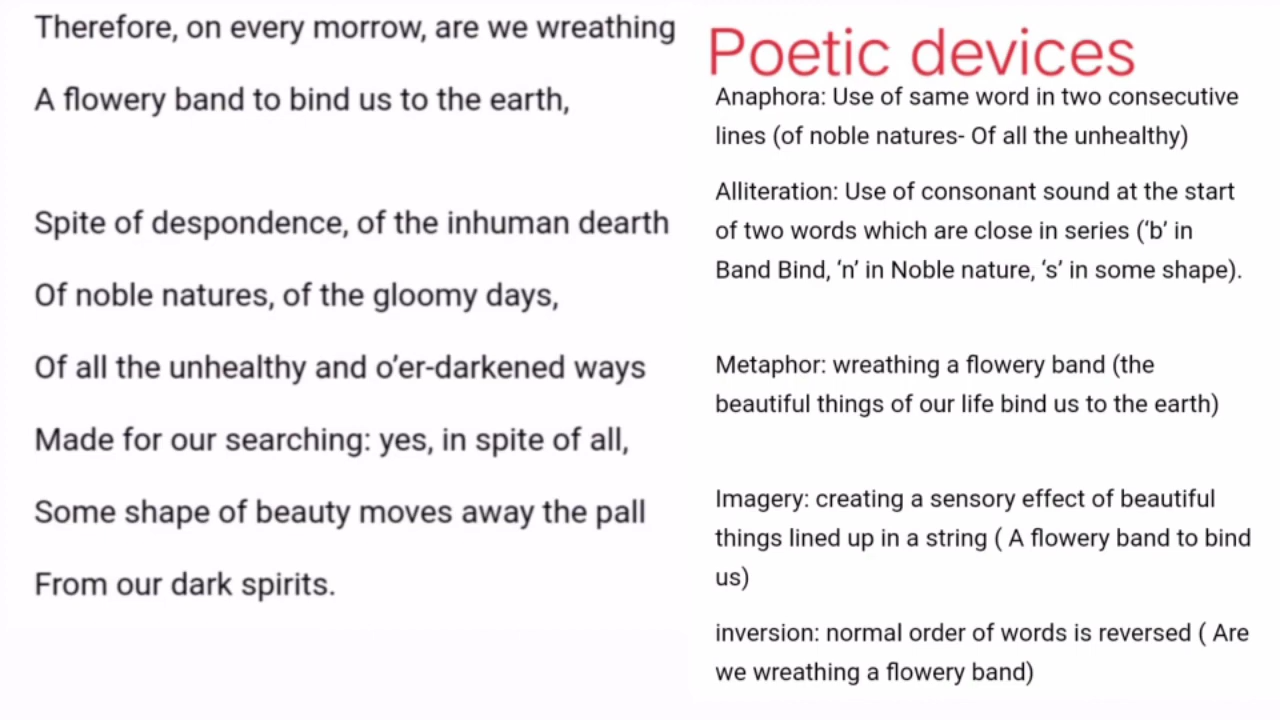 Therefore, on every morrow, are we wreathing
A flowery band to bind us to the earth,
Spite of despondence, of the inhuman dearth
Of noble natures, of the gloomy days,
Of all the unhealthy and o’er-darkened ways
Made for our searching: yes, in spite of all,
Some shape of beauty moves away the pall
From our dark spirits.
Poetic devices
Anaphora: Use of same word in two consecutive
lines (of noble natures- Of all the unhealthy)
Alliteration: Use of consonant sound at the start
of two words which are close in series (‘b’ in
Band Bind, ‘n’ in Noble nature, ‘s’ in some shape).
Metaphor: wreathing a flowery band (the
beautiful things of our life bind us to the earth)
Imagery: creating a sensory effect of beautiful
things lined up in a string ( A flowery band to bind
us)
inversion: normal order of words is reversed ( Are
we wreathing a flowery band)